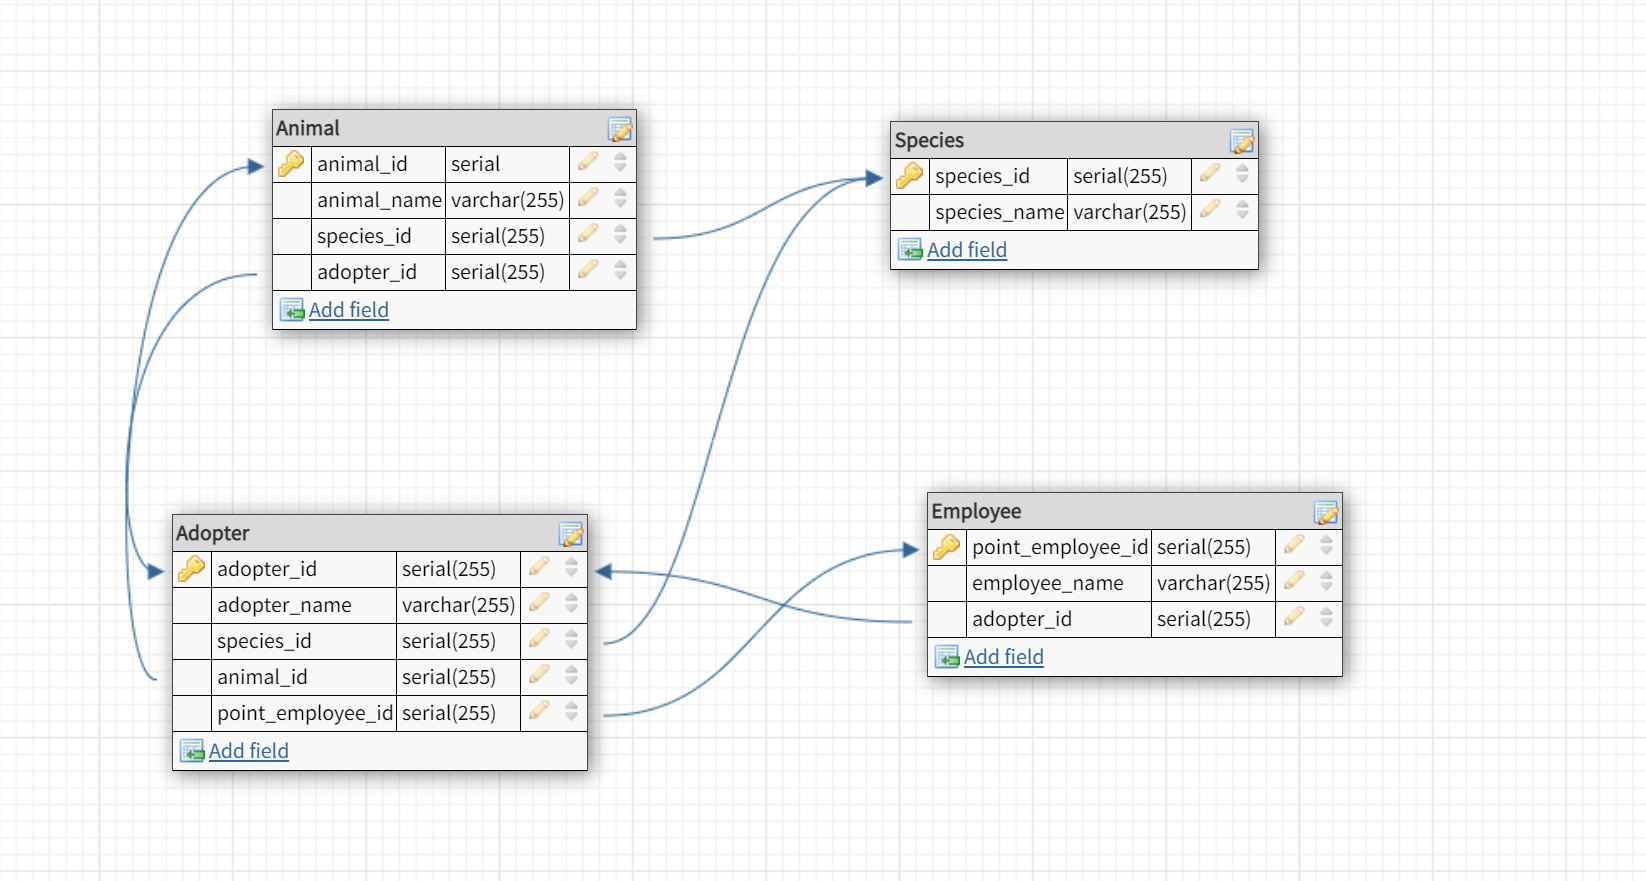 Animal
animal_id serial
animal_name varchar(255)
species_id serial(255)
adopter_id serial(255)
Add field
Species
species_id serial(255)
species_name varchar(255)
Add field
Adopter
adopter_id serial(255)
adopter_name varchar(255)
species_id serial(255)
animal_id serial(255)
point_employee_id serial(255)
Add field
Employee
point_employee_id serial(255)
employee_name varchar(255)
adopter_id serial(255)
Add field